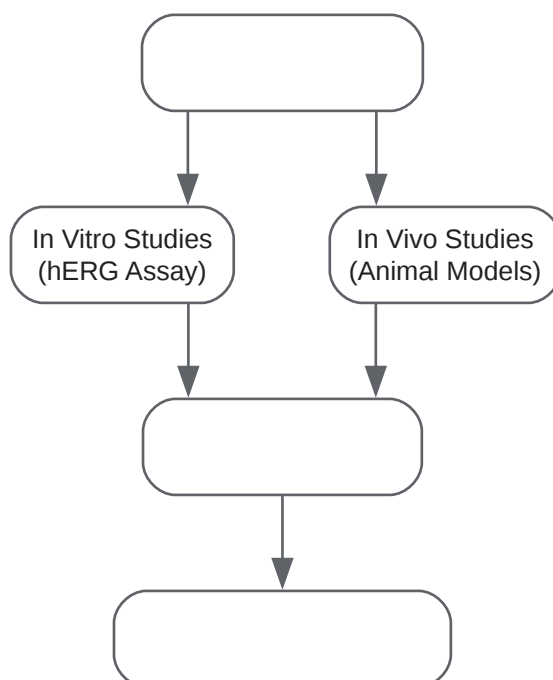 In Vitro Studies
(hERG Assay)
In Vivo Studies
(Animal Models)